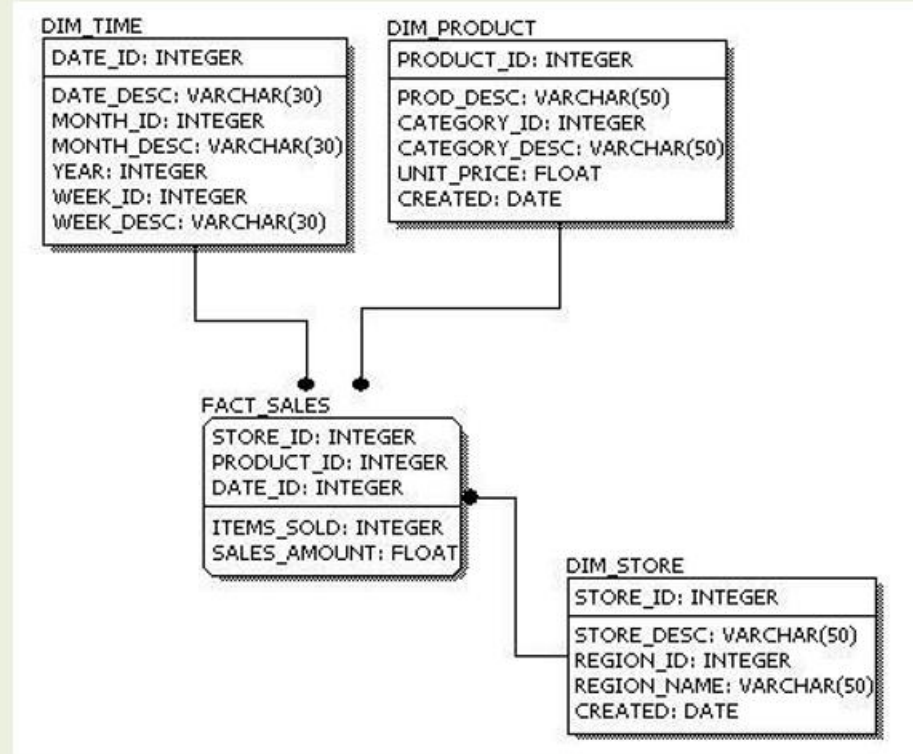 DIM_TIME
DATE_ID: INTEGER
DATE_DESC: VARCHAR(30)
MONTH_ID: INTEGER
MONTH_DESC: VARCHAR(30)
YEAR: INTEGER
WEEK_ID: INTEGER
WEEK_DESC: VARCHAR(30)
DIM_PRODUCT
PRODUCT_ID: INTEGER
PROD_DESC: VARCHAR(50)
CATEGORY_ID: INTEGER
CATEGORY_DESC: VARCHAR(50)
UNIT_PRICE: FLOAT
CREATED: DATE
FACT_SALES
STORE_ID: INTEGER
PRODUCT_ID: INTEGER
DATE_ID: INTEGER
ITEMS_SOLD: INTEGER
SALES_AMOUNT: FLOAT
DIM_STORE
STORE_ID: INTEGER
STORE_DESC: VARCHAR(50)
REGION_ID: INTEGER
REGION_NAME: VARCHAR(50)
CREATED: DATE